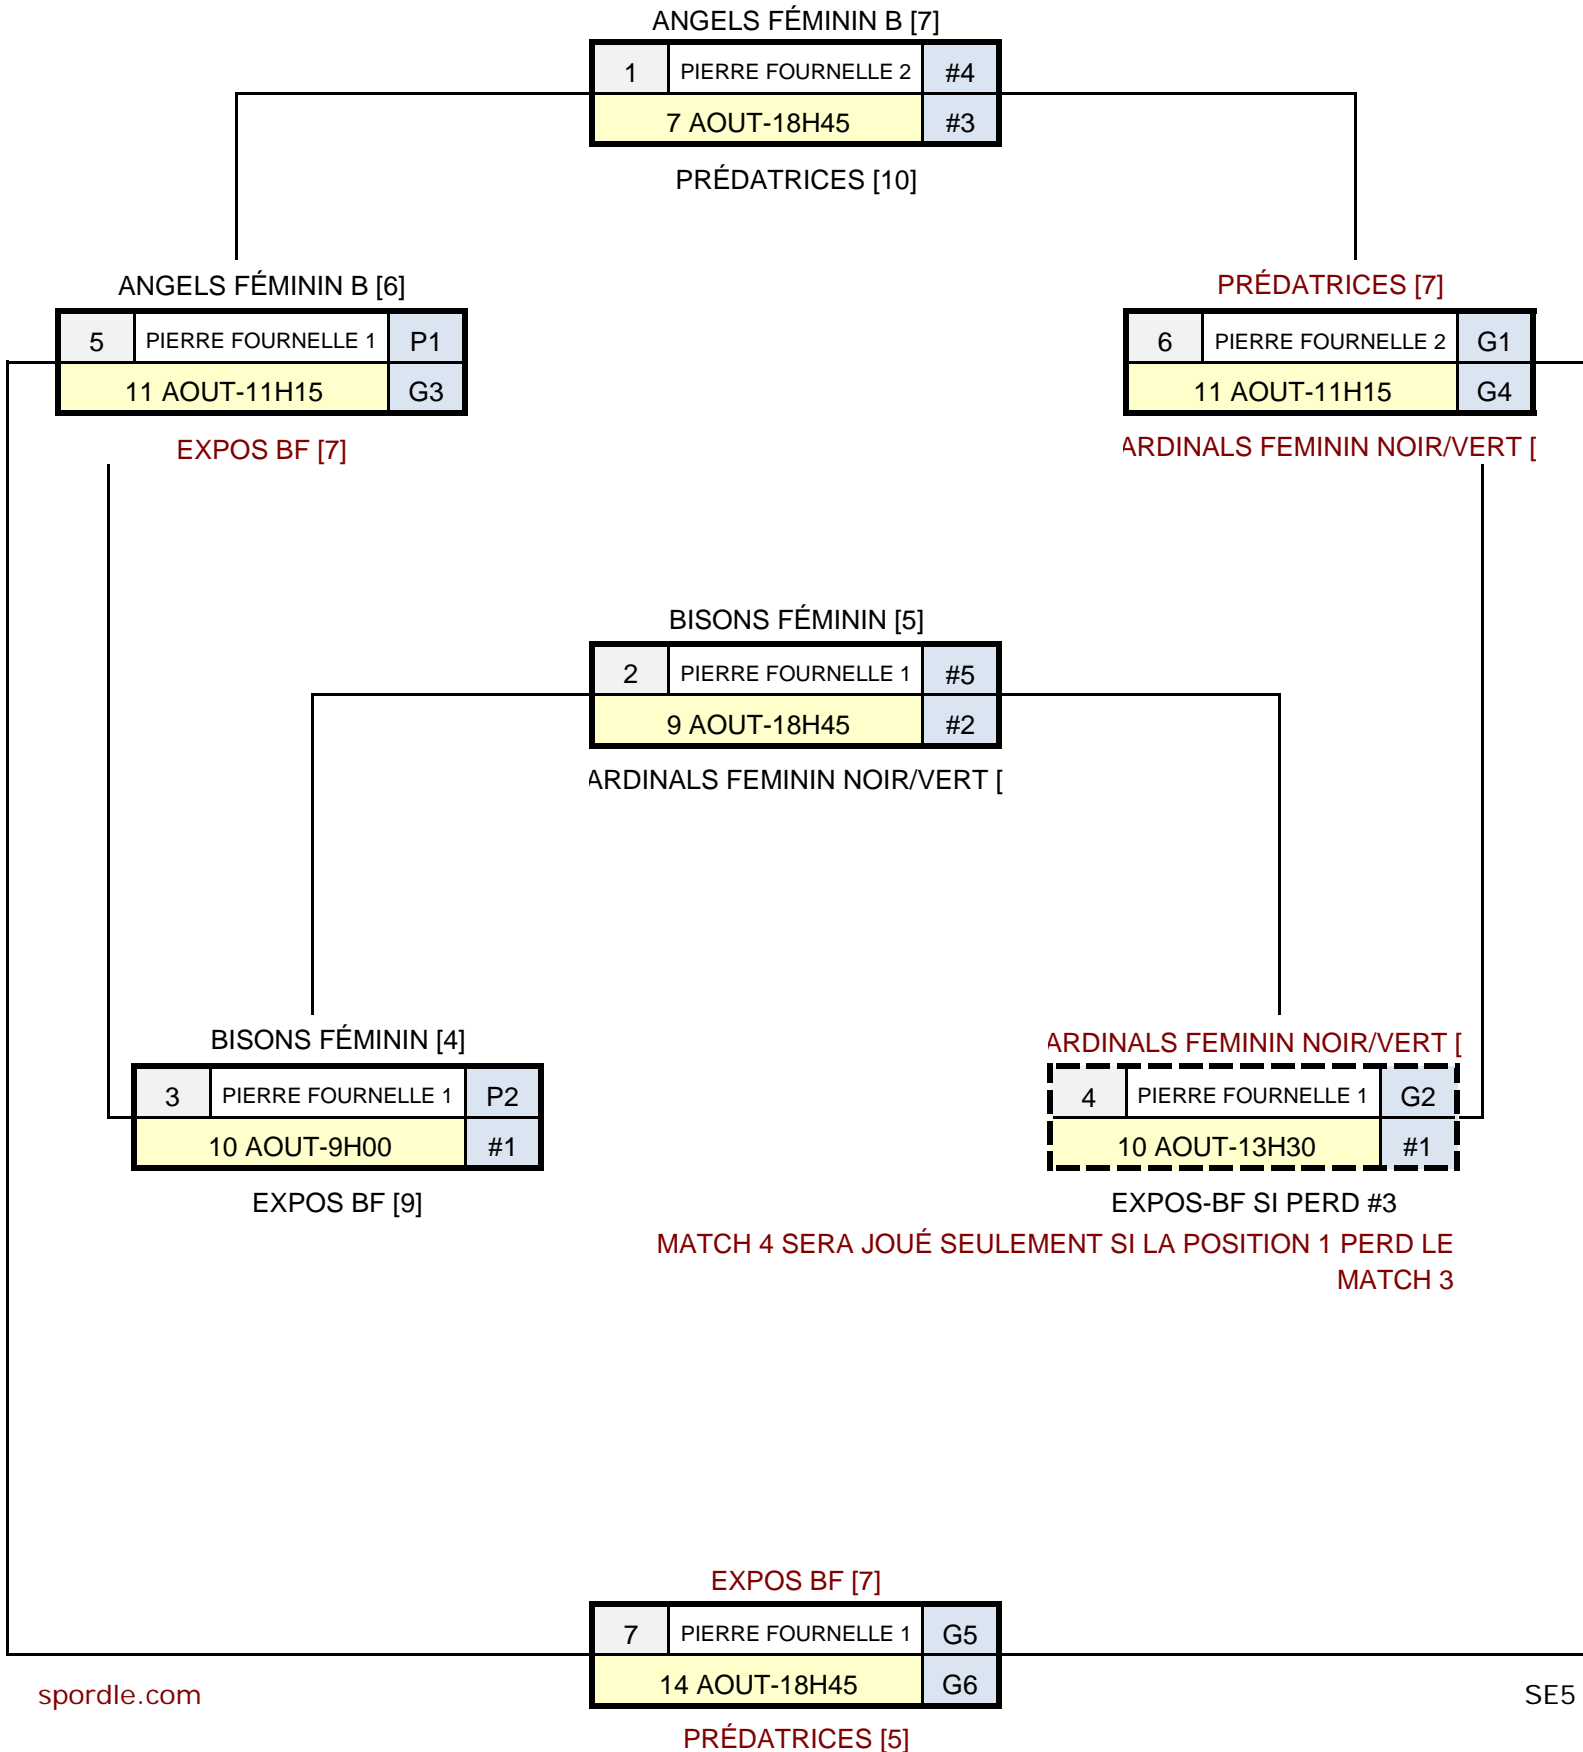 ANGELS FÉMININ B [7]
1 PIERRE FOURNELLE 2 #4
7 AOUT-18H45 #3
PRÉDATRICES [10]
ANGELS FÉMININ B [6]
5 PIERRE FOURNELLE 1 P1
11 AOUT-11H15 G3
EXPOS BF [7]
PRÉDATRICES [7]
6 PIERRE FOURNELLE 2 G1
11 AOUT-11H15 G4
ARDINALS FEMININ NOIR/VERT [
BISONS FÉMININ [5]
2 PIERRE FOURNELLE 1 #5
9 AOUT-18H45 #2
ARDINALS FEMININ NOIR/VERT [
BISONS FÉMININ [4]
3 PIERRE FOURNELLE 1 P2
10 AOUT-9H00 #1
EXPOS BF [9]
ARDINALS FEMININ NOIR/VERT [
4 PIERRE FOURNELLE 1 G2
10 AOUT-13H30 #1
EXPOS-BF SI PERD #3
MATCH 4 SERA JOUÉ SEULEMENT SI LA POSITION 1 PERD LE
MATCH 3
EXPOS BF [7]
7 PIERRE FOURNELLE 1 G5
14 AOUT-18H45 G6
PRÉDATRICES [5]
spordle.com
SE5